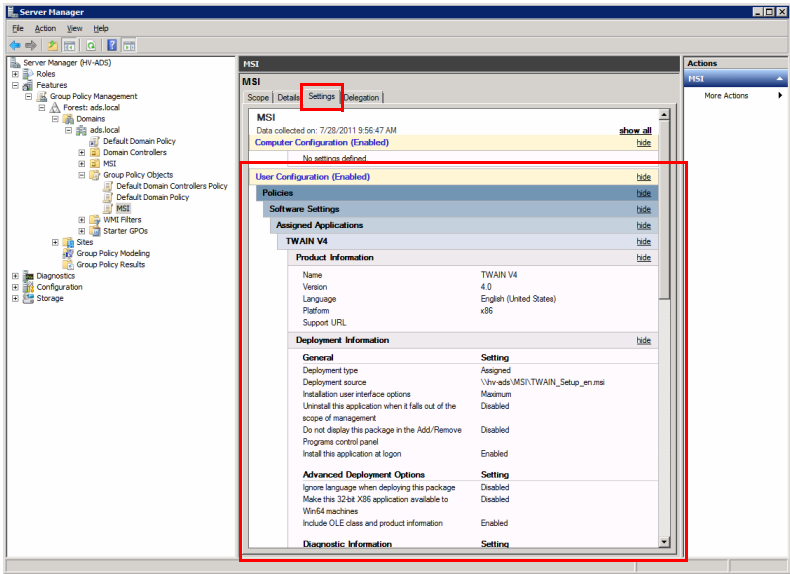 Server Manager
File Action View Help
Server Manager (HV-ADS)
Roles
Features
Group Policy Management
Forest: ads.local
Domains
ads.local
Default Domain Policy
Domain Controllers
MSI
Group Policy Objects
Default Domain Controllers Policy
Default Domain Policy
MSI
WMI Filters
Starter GPOs
Sites
Group Policy Modeling
Group Policy Results
Diagnostics
Configuration
Storage
MSI
MSI
Scope Details Settings Delegation
MSI
Data collected on: 7/28/2011 9:56:47 AM show all
Computer Configuration (Enabled) hide
No settings defined.
User Configuration (Enabled) hide
Policies hide
Software Settings hide
Assigned Applications hide
TWAIN V4 hide
Product Information hide
Name TWAIN V4
Version 4.0
Language English (United States)
Platform x86
Support URL
Deployment Information hide
General Setting
Deployment type Assigned
Deployment source \\hv-ads\MSI\TWAIN_Setup_en.msi
Installation user interface options Maximum
Uninstall this application when it falls out of the Disabled
scope of management
Do not display this package in the Add/Remove Disabled
Programs control panel
Install this application at logon Enabled
Advanced Deployment Options Setting
Ignore language when deploying this package Disabled
Make this 32-bit X86 application available to Disabled
Win64 machines
Include OLE class and product information Enabled
Diagnostic Information Setting
Actions
MSI
More Actions